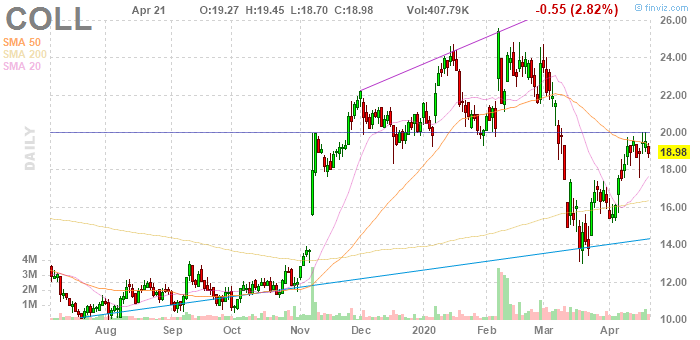 © finviz.com
COLL
Apr 21 O:19.27 H:19.45 L:18.70 C:18.98 Vol:407.79K -0.55 (2.82%)
SMA 50
SMA 200
SMA 20
DAILY
26.00
24.00
22.00
20.00
18.98
18.00
16.00
14.00
12.00
10.00
4M
3M
2M
1M
Aug Sep Oct Nov Dec 2020 Feb Mar Apr